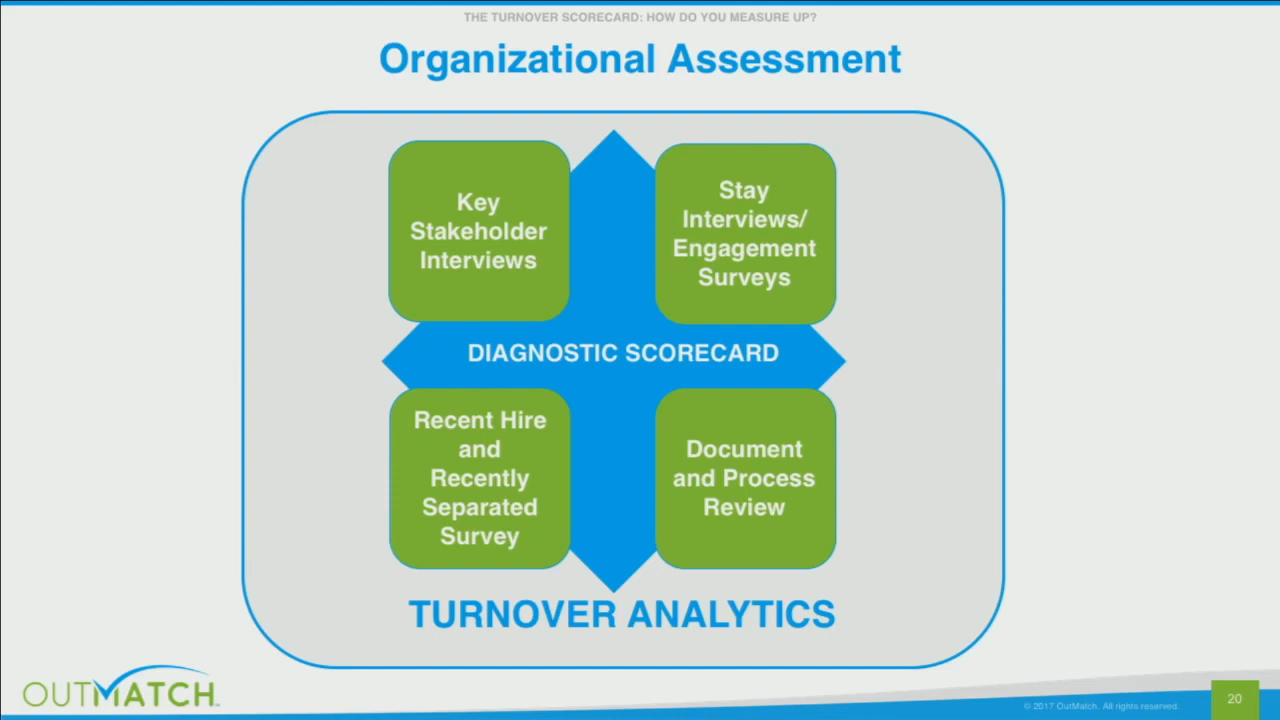 THE TURNOVER SCORECARD: HOW DO YOU MEASURE UP?
Organizational Assessment
Key
Stakeholder
Interviews
Stay
Interviews/
Engagement
Surveys
DIAGNOSTIC SCORECARD
Recent Hire
and
Recently
Separated
Survey
Document
and Process
Review
TURNOVER ANALYTICS
OUTMATCH
© 2017 OutMatch. All rights reserved.
20